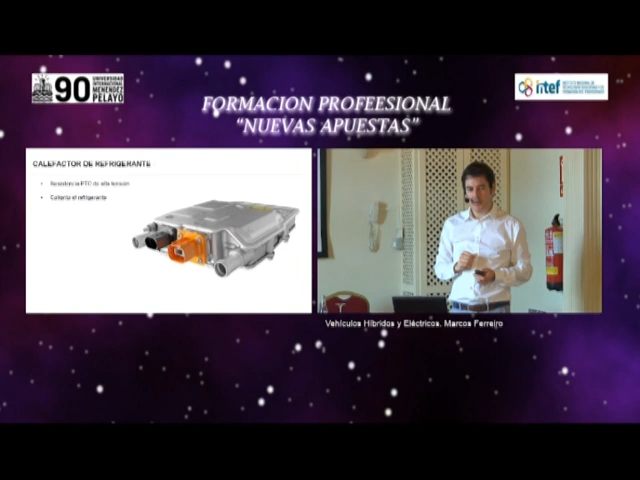 90
UNIVERSIDAD
INTERNACIONAL
MENENDEZ
PELAYO
intef
FORMACION PROFEESIONAL
“NUEVAS APUESTAS”
CALEFACTOR DE REFRIGERANTE
• Resistencia PTC de alta tensión
• Calienta el refrigerante
Vehículos Híbridos y Eléctricos. Marcos Ferreiro